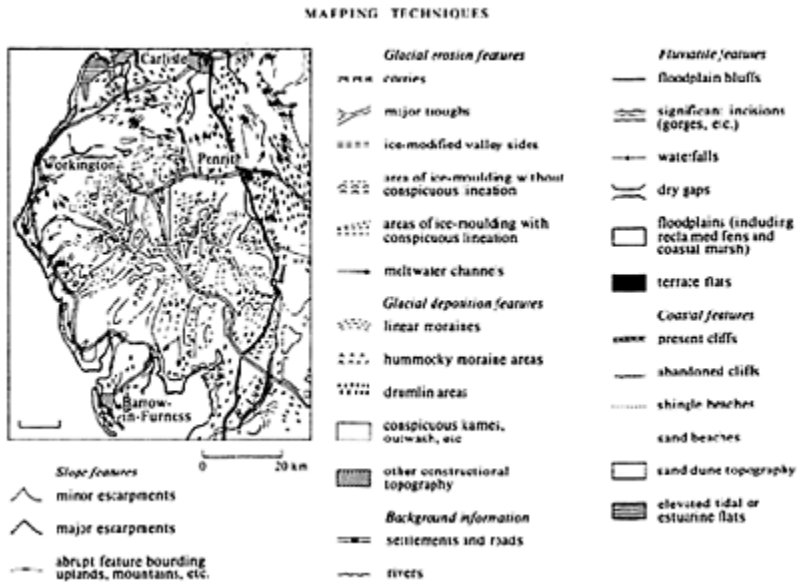 MAPPING TECHNIQUES
Carlisle
Workington
Penrit
Barrow-
in-Furness
0 20 km
Slope features
minor escarpments
major escarpments
abrupt feature bounding
uplands, mountains, etc.
Glacial erosion features
corries
major troughs
ice-modified valley sides
area of ice-moulding without
conspicuous lineation
areas of ice-moulding with
conspicuous lineation
meltwater channels
Glacial deposition features
linear moraines
hummocky moraine areas
drumlin areas
conspicuous kames,
outwash, etc
other constructional
topography
Background information
settlements and roads
rivers
Fluviatile features
floodplain bluffs
significant incisions
(gorges, etc.)
waterfalls
dry gaps
floodplains (including
reclaimed fens and
coastal marsh)
terrace flats
Coastal features
present cliffs
abandoned cliffs
shingle beaches
sand beaches
sand dune topography
elevated tidal or
estuarine flats